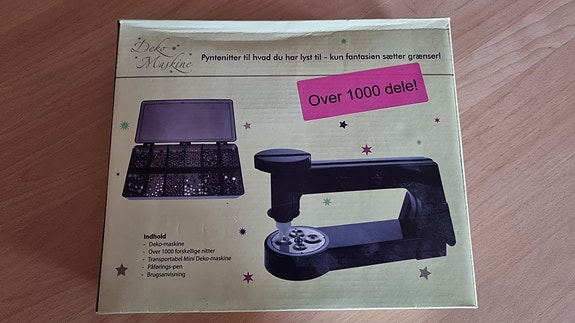 Deko
Maskine
Pyntenitter til hvad du har lyst til - kun fantasien sætter grænser!
Over 1000 dele!
Indhold
- Deko-maskine
- Over 1000 forskellige nitter
- Transportabel Mini Deko-maskine
- Påførings-pen
- Brugsanvisning